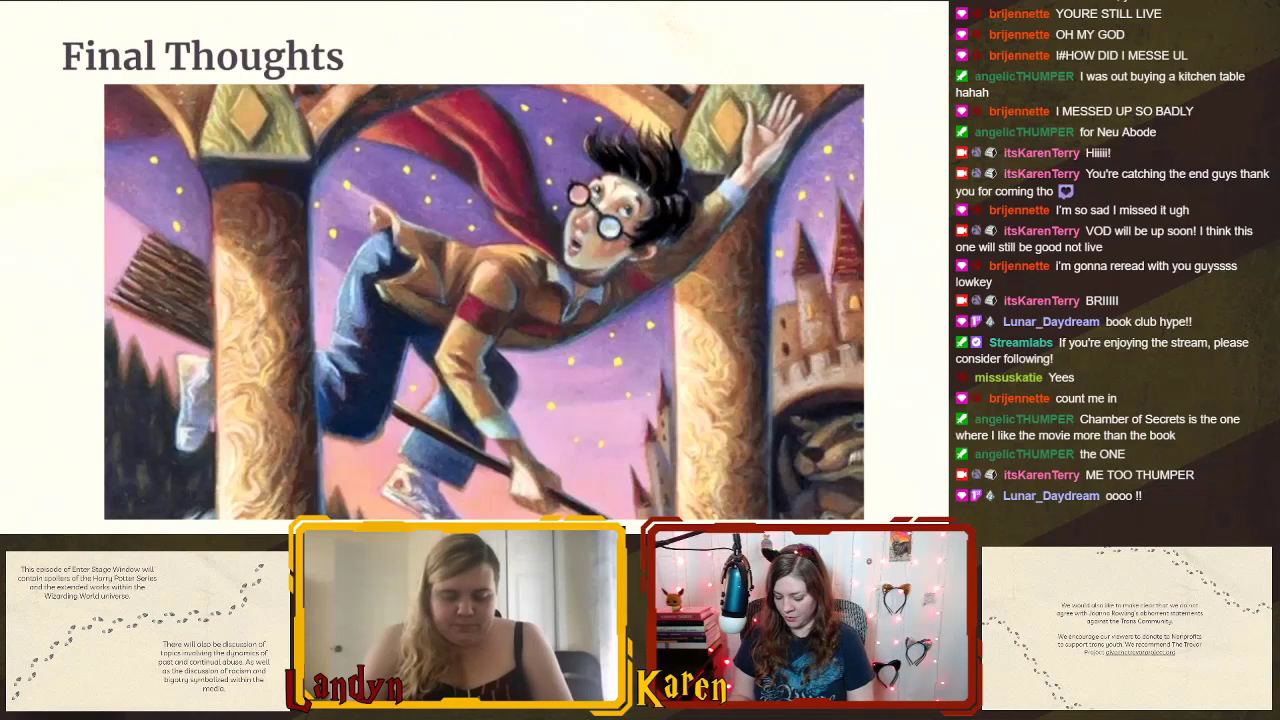 Final Thoughts
brijennette YOURE STILL LIVE
brijennette OH MY GOD
brijennette I#HOW DID I MESSE UL
angelicTHUMPER I was out buying a kitchen table
hahah
brijennette I MESSED UP SO BADLY
angelicTHUMPER for Neu Abode
itsKarenTerry Hiiiii!
itsKarenTerry You're catching the end guys thank
you for coming tho
brijennette I'm so sad I missed it ugh
itsKarenTerry VOD will be up soon! I think this
one will still be good not live
brijennette i'm gonna reread with you guyssss
lowkey
itsKarenTerry BRIIIII
Lunar_Daydream book club hype!!
Streamlabs If you're enjoying the stream, please
consider following!
missuskatie Yees
brijennette count me in
angelicTHUMPER Chamber of Secrets is the one
where I like the movie more than the book
angelicTHUMPER the ONE
itsKarenTerry ME TOO THUMPER
Lunar_Daydream oooo !!
This episode of Enter Stage Window will
contain spoilers of the Harry Potter Series
and the extended works within the
Wizarding World universe.
There will also be discussion of
topics involving the dynamics of
past and continual abuse. As well
as the discussion of racism and
bigotry symbolized within the
media.
Landyn
Karen
We would also like to make clear that we do not
agree with Joanne Rowling's abhorrent statements
against the Trans Community.
We encourage our viewers to donate to Nonprofits
to support trans youth. We recommend The Trevor
Project